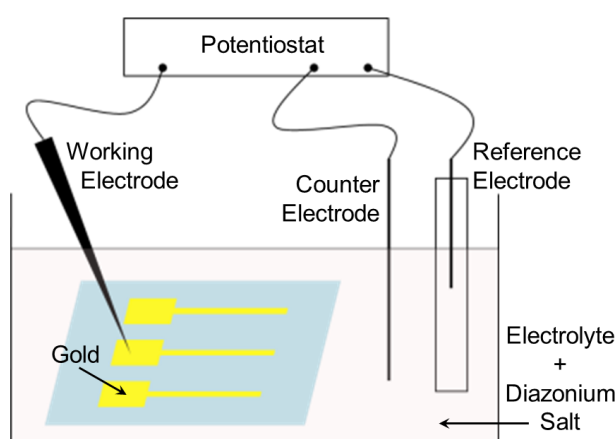 Potentiostat
Working
Electrode
Counter
Electrode
Reference
Electrode
Gold
Electrolyte
+
Diazonium
Salt